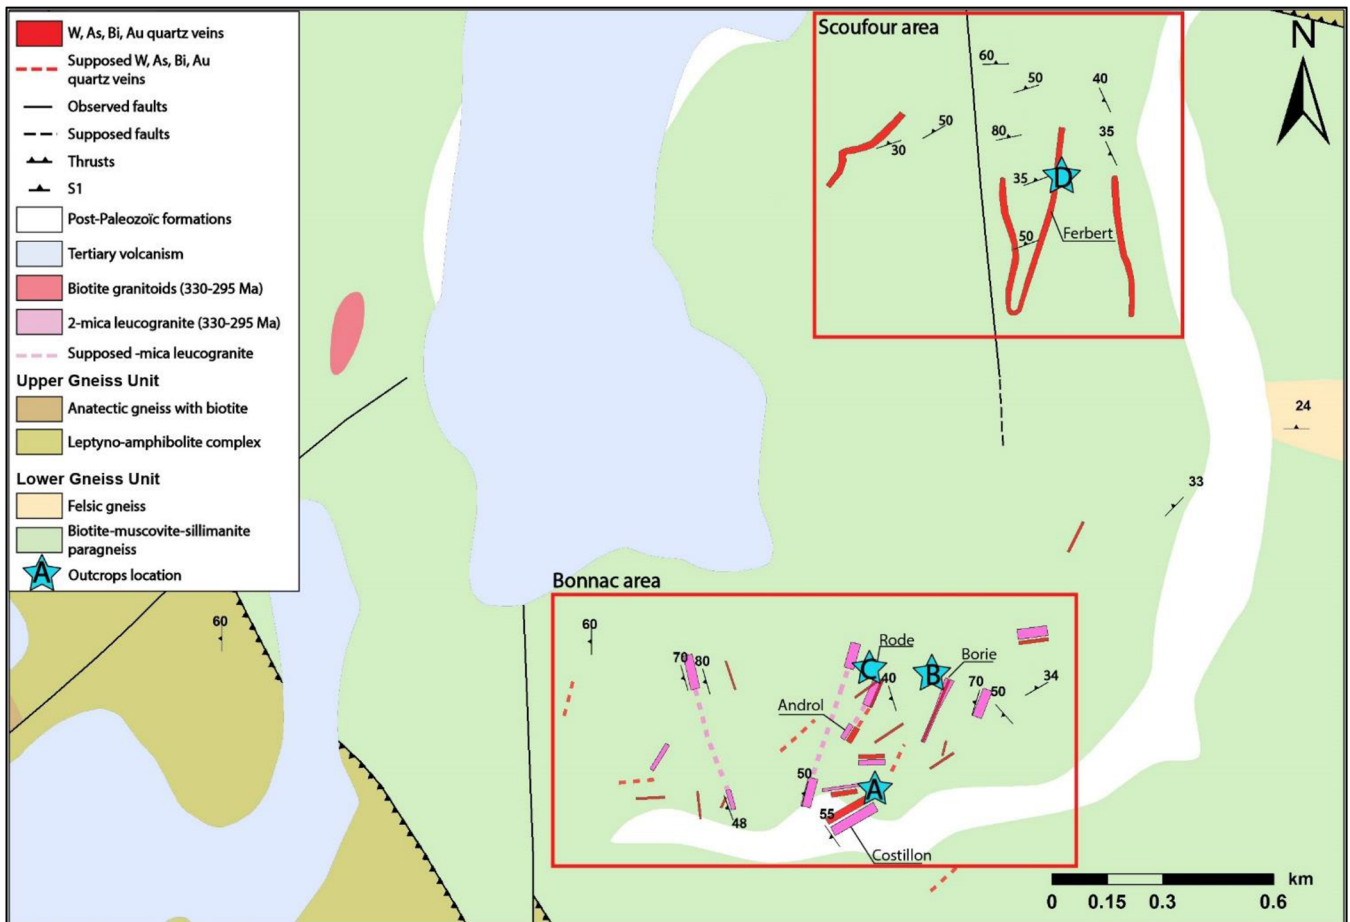 W, As, Bi, Au quartz veins
Supposed W, As, Bi, Au
quartz veins
Observed faults
Supposed faults
Thrusts
S1
Post-Paleozoïc formations
Tertiary volcanism
Biotite granitoids (330-295 Ma)
2-mica leucogranite (330-295 Ma)
Supposed -mica leucogranite
Upper Gneiss Unit
Anatectic gneiss with biotite
Leptyno-amphibolite complex
Lower Gneiss Unit
Felsic gneiss
Biotite-muscovite-sillimanite
paragneiss
A Outcrops location
Scoufour area
N
60
50
40
50
80
35
30
35
D
50
Ferbert
24
33
Bonnac area
60
60
Rode
Borie
70
80
C
40
B
70
50
34
Androl
50
A
55
48
Costillon
km
0 0.15 0.3 0.6